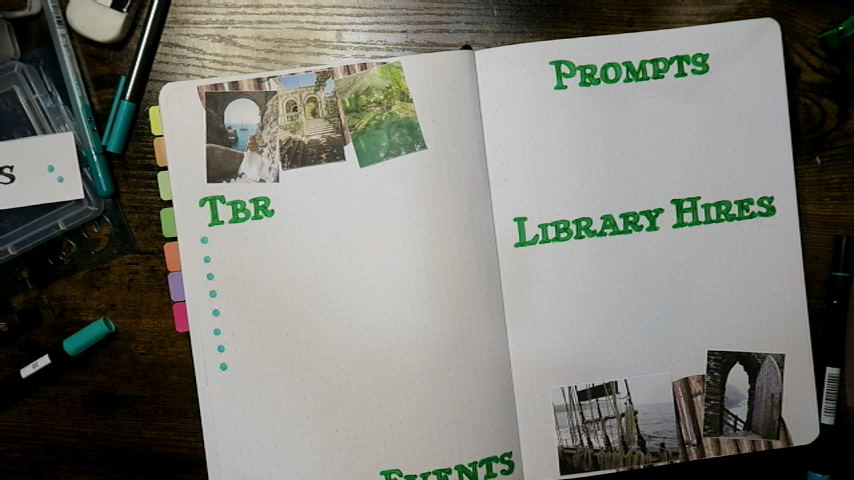 TBR
EVENTS
PROMPTS
LIBRARY HIRES
S